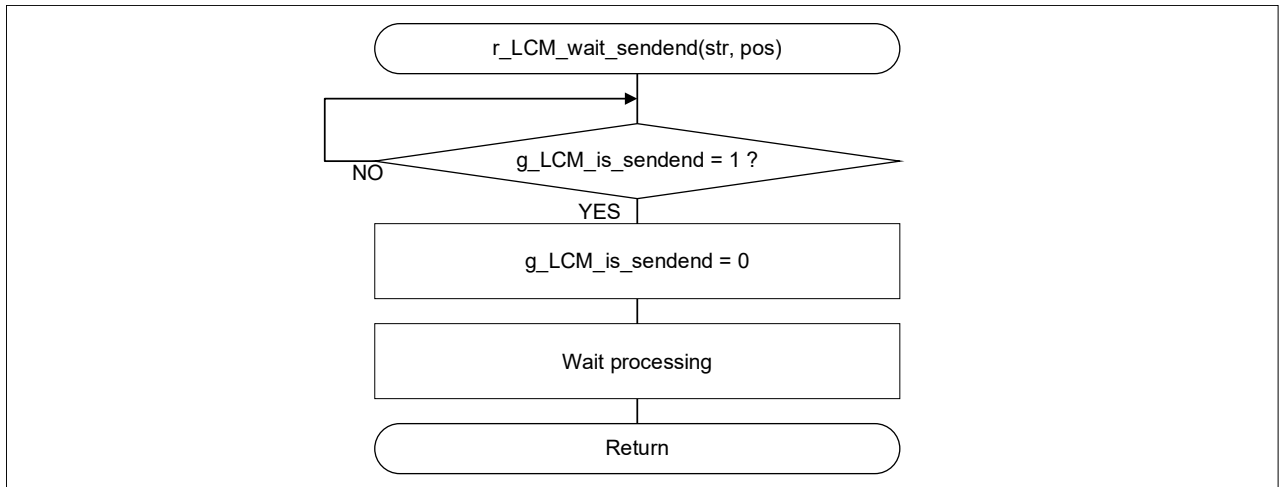 r_LCM_wait_sendend(str, pos)
g_LCM_is_sendend = 1 ?
NO
YES
g_LCM_is_sendend = 0
Wait processing
Return